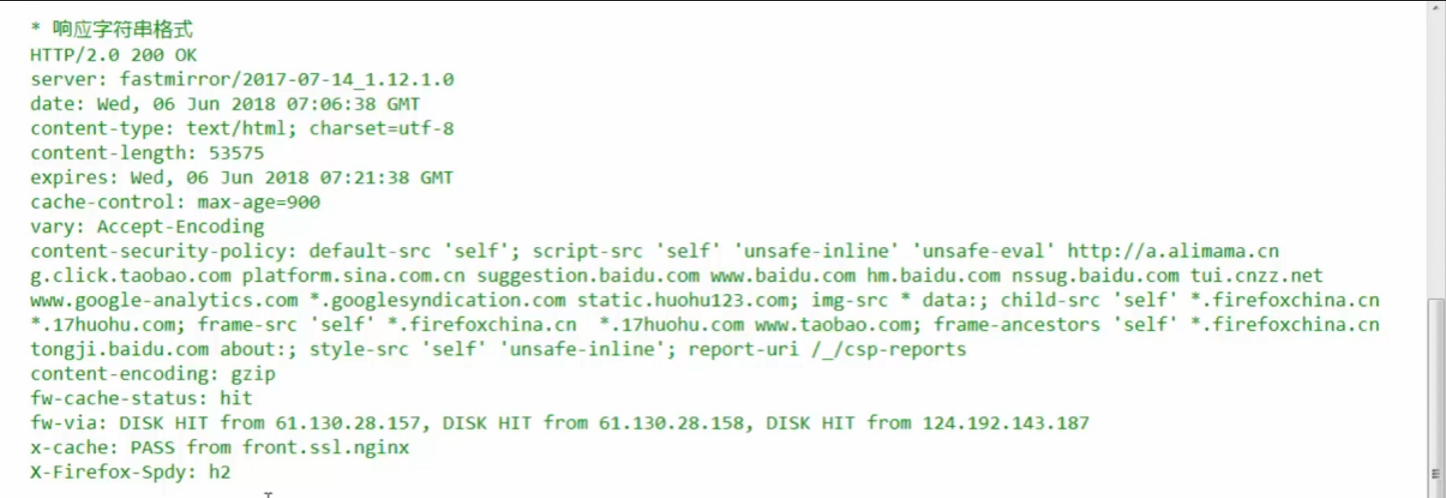 * 响应字符串格式
HTTP/2.0 200 OK
server: fastmirror/2017-07-14_1.12.1.0
date: Wed, 06 Jun 2018 07:06:38 GMT
content-type: text/html; charset=utf-8
content-length: 53575
expires: Wed, 06 Jun 2018 07:21:38 GMT
cache-control: max-age=900
vary: Accept-Encoding
content-security-policy: default-src 'self'; script-src 'self' 'unsafe-inline' 'unsafe-eval' http://a.alimama.cn
g.click.taobao.com platform.sina.com.cn suggestion.baidu.com www.baidu.com hm.baidu.com nssug.baidu.com tui.cnzz.net
www.google-analytics.com *.googlesyndication.com static.huohu123.com; img-src * data:; child-src 'self' *.firefoxchina.cn
*.17huohu.com; frame-src 'self' *.firefoxchina.cn  *.17huohu.com www.taobao.com; frame-ancestors 'self' *.firefoxchina.cn
tongji.baidu.com about:; style-src 'self' 'unsafe-inline'; report-uri /_/csp-reports
content-encoding: gzip
fw-cache-status: hit
fw-via: DISK HIT from 61.130.28.157, DISK HIT from 61.130.28.158, DISK HIT from 124.192.143.187
x-cache: PASS from front.ssl.nginx
X-Firefox-Spdy: h2